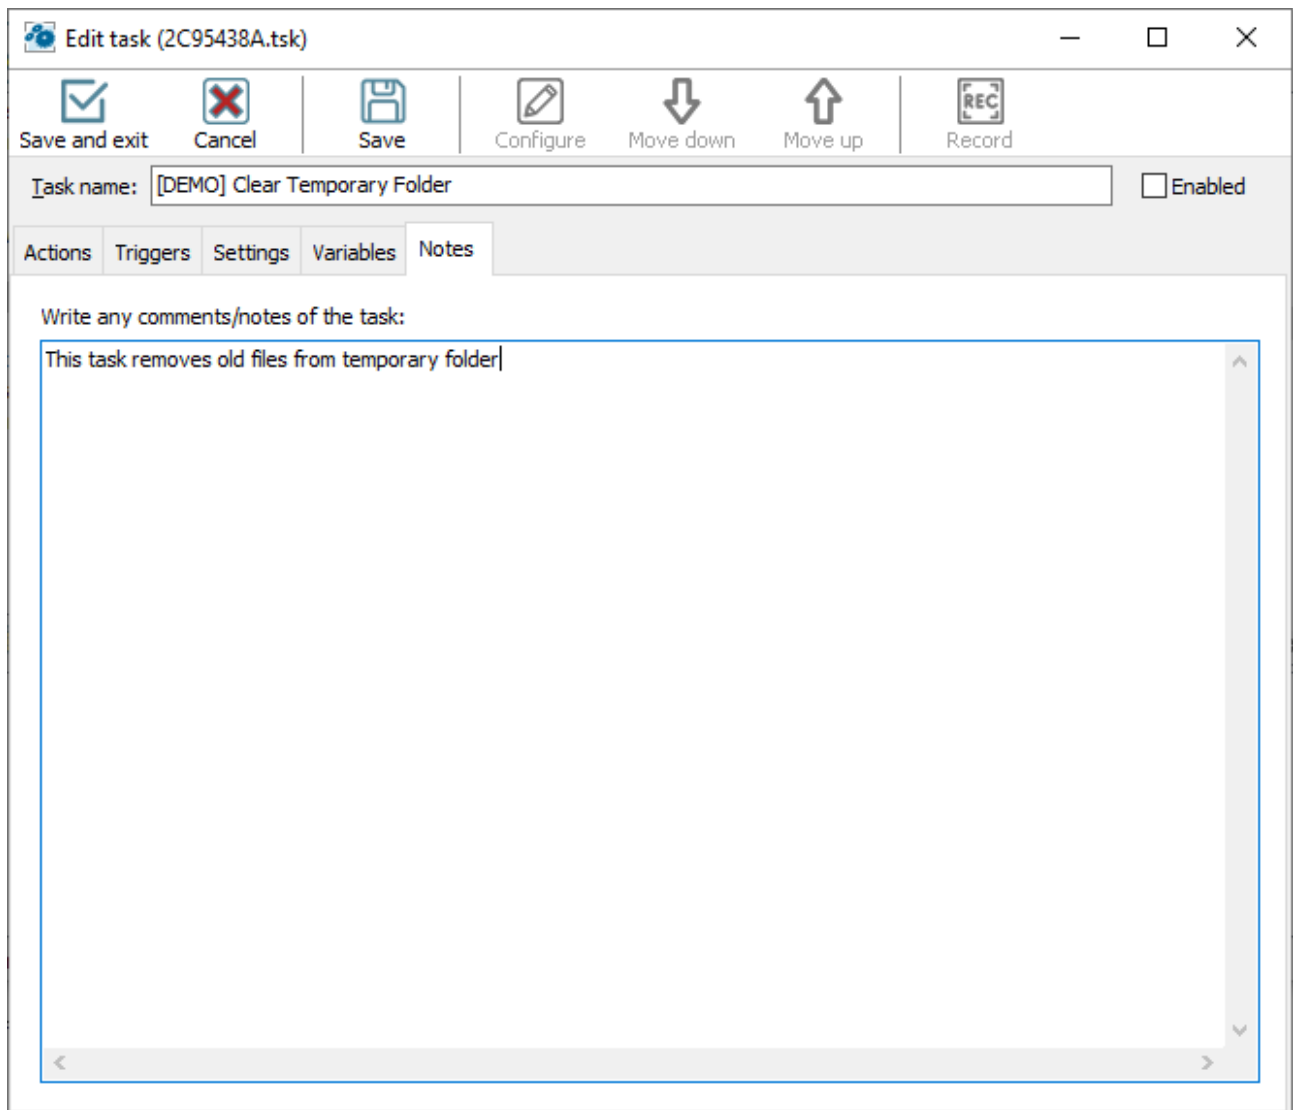 Edit task (2C95438A.tsk)
Save and exit Cancel Save Configure Move down Move up REC Record
Task name: [DEMO] Clear Temporary Folder Enabled
Actions Triggers Settings Variables Notes
Write any comments/notes of the task:
This task removes old files from temporary folder